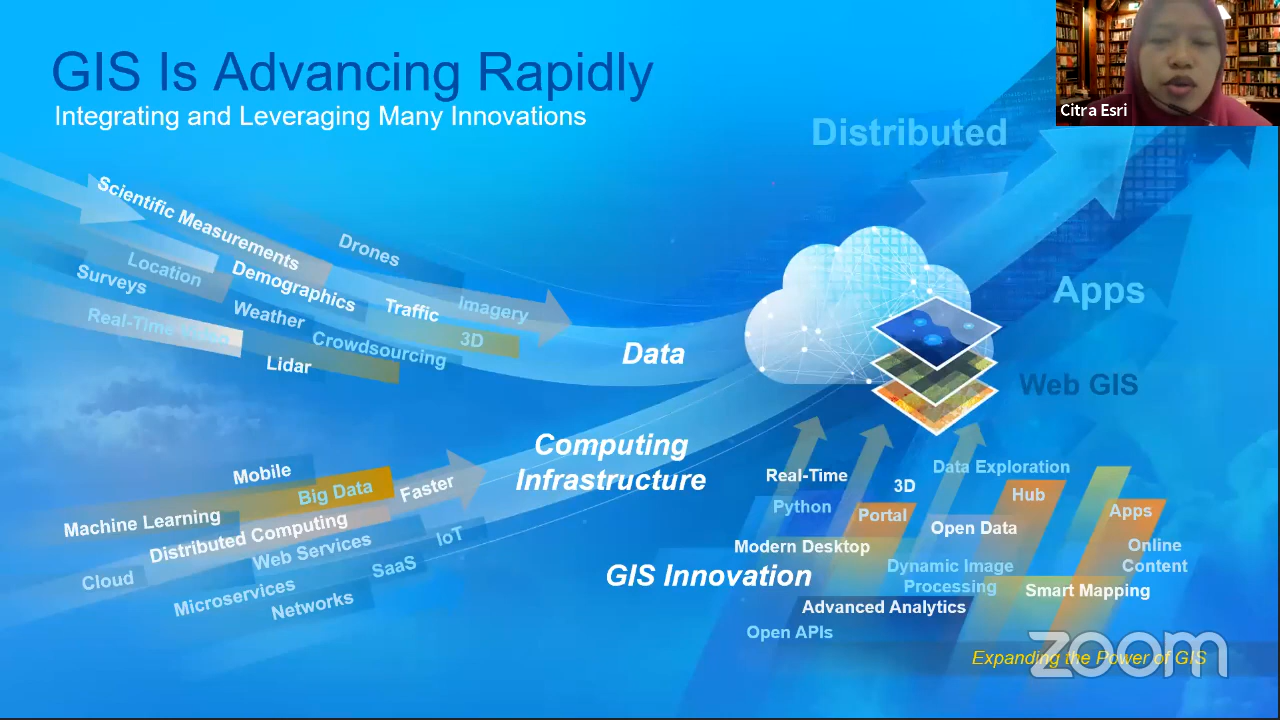 GIS Is Advancing Rapidly
Integrating and Leveraging Many Innovations
Citra Esri
Distributed
Scientific Measurements
Drones
Location
Surveys
Demographics
Traffic
Imagery
Weather
Real-Time
Crowdsourcing
3D
Lidar
Data
Apps
Web GIS
Computing
Infrastructure
Mobile
Big Data
Faster
Machine Learning
Distributed Computing
Web Services
IoT
Cloud
SaaS
Microservices
Networks
Real-Time
3D
Data Exploration
Hub
Python
Portal
Apps
Open Data
Modern Desktop
Online
Content
Dynamic Image
Processing
GIS Innovation
Smart Mapping
Advanced Analytics
Open APIs
Expanding the Power of GIS
zoom